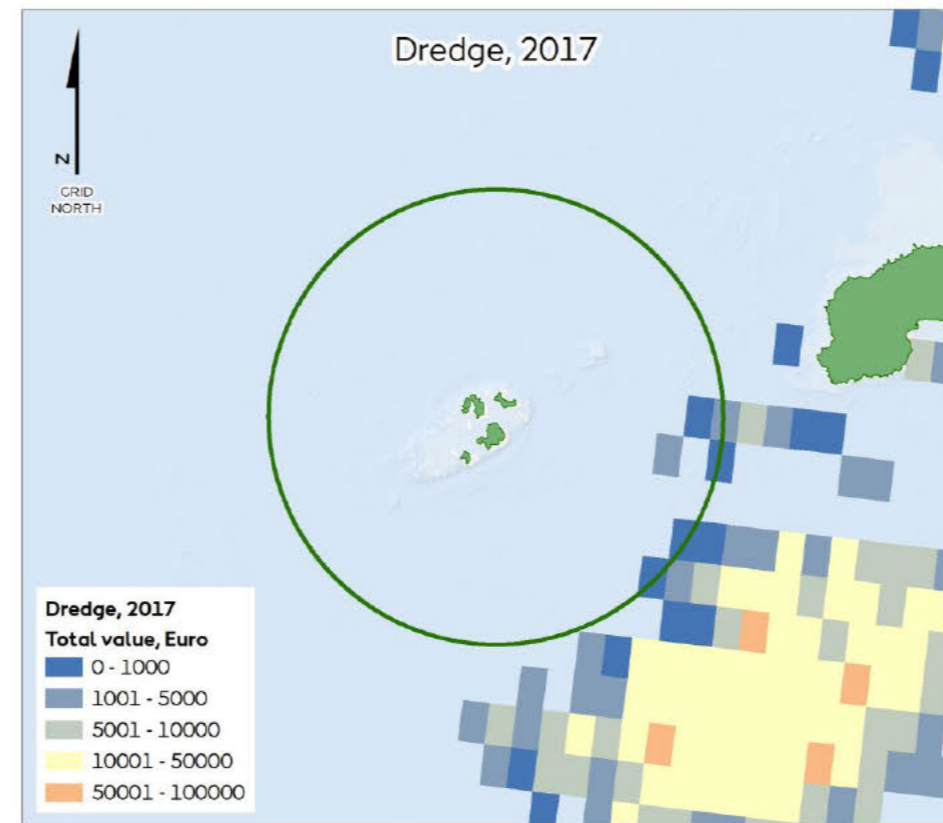 Dredge, 2017
N
GRID
NORTH
Dredge, 2017
Total value, Euro
0 - 1000
1001 - 5000
5001 - 10000
10001 - 50000
50001 - 100000